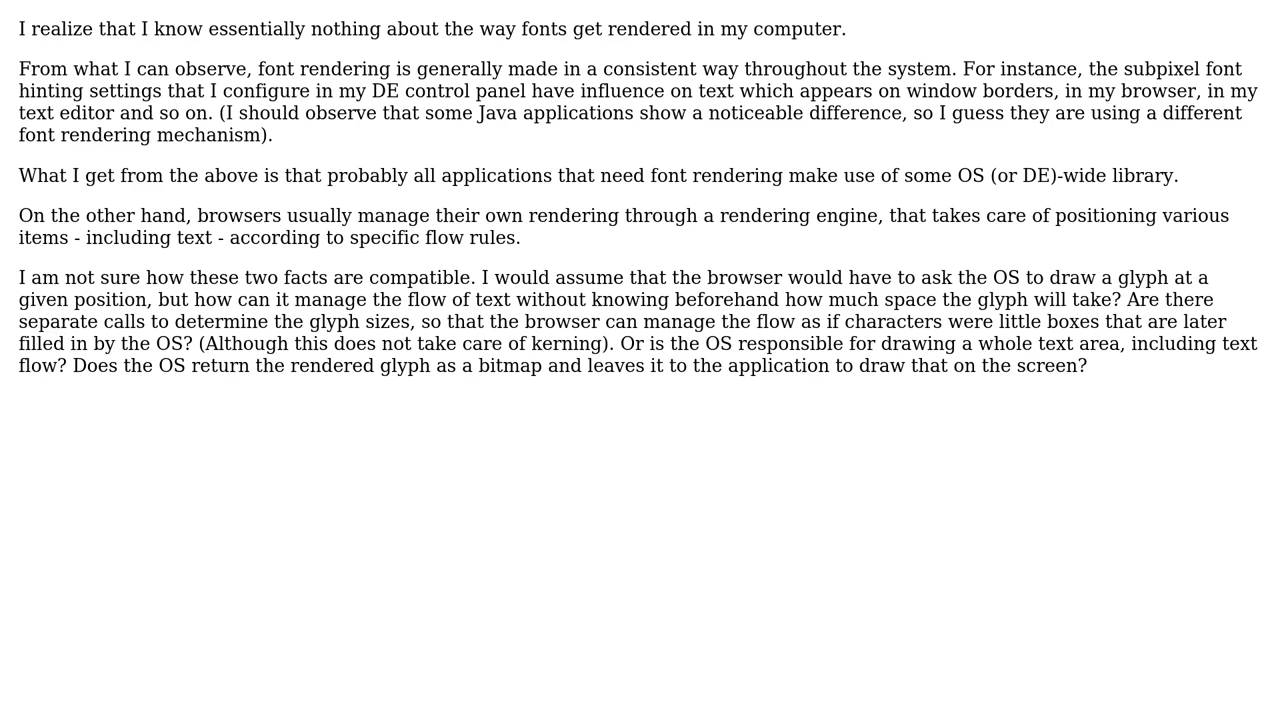 I realize that I know essentially nothing about the way fonts get rendered in my computer.
From what I can observe, font rendering is generally made in a consistent way throughout the system. For instance, the subpixel font
hinting settings that I configure in my DE control panel have influence on text which appears on window borders, in my browser, in my
text editor and so on. (I should observe that some Java applications show a noticeable difference, so I guess they are using a different
font rendering mechanism).
What I get from the above is that probably all applications that need font rendering make use of some OS (or DE)-wide library.
On the other hand, browsers usually manage their own rendering through a rendering engine, that takes care of positioning various
items - including text - according to specific flow rules.
I am not sure how these two facts are compatible. I would assume that the browser would have to ask the OS to draw a glyph at a
given position, but how can it manage the flow of text without knowing beforehand how much space the glyph will take? Are there
separate calls to determine the glyph sizes, so that the browser can manage the flow as if characters were little boxes that are later
filled in by the OS? (Although this does not take care of kerning). Or is the OS responsible for drawing a whole text area, including text
flow? Does the OS return the rendered glyph as a bitmap and leaves it to the application to draw that on the screen?